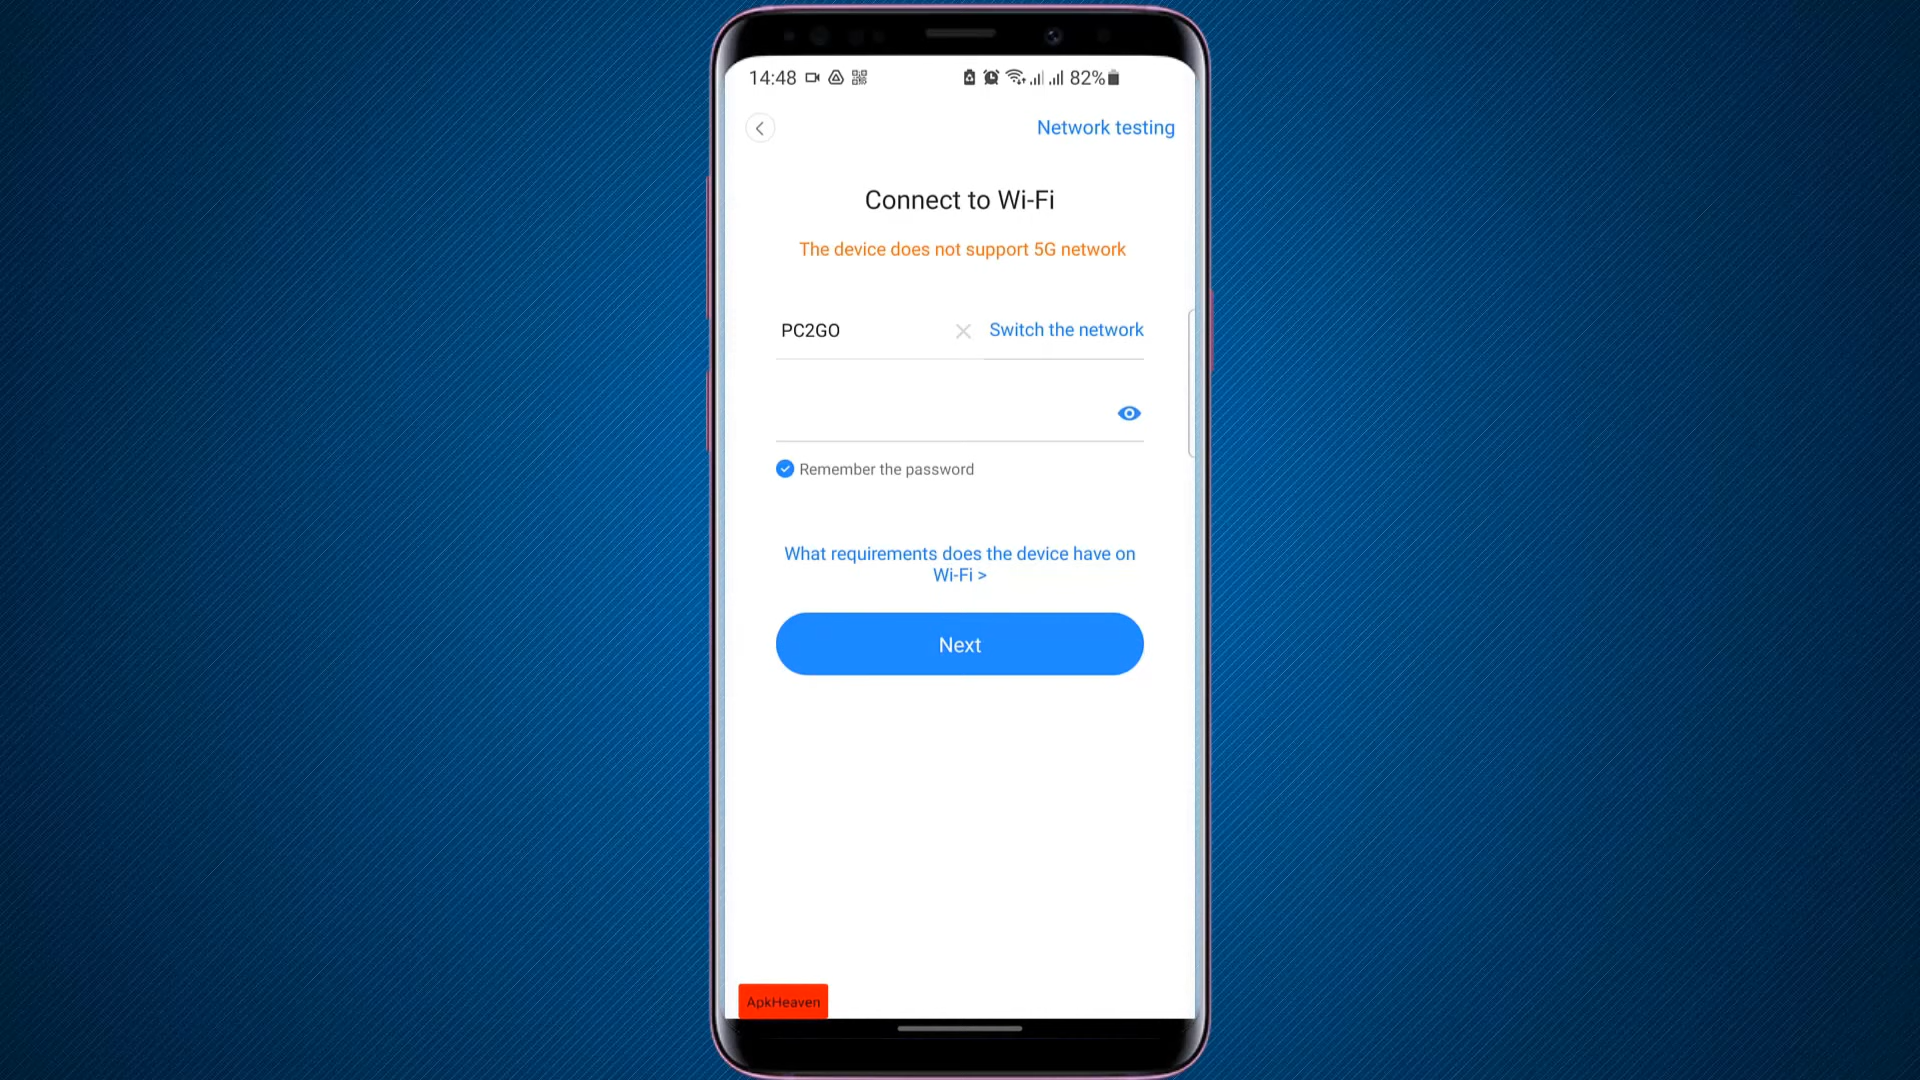 14:48
82%
Network testing
Connect to Wi-Fi
The device does not support 5G network
PC2GO
Switch the network
Remember the password
What requirements does the device have on
Wi-Fi >
Next
ApkHeaven